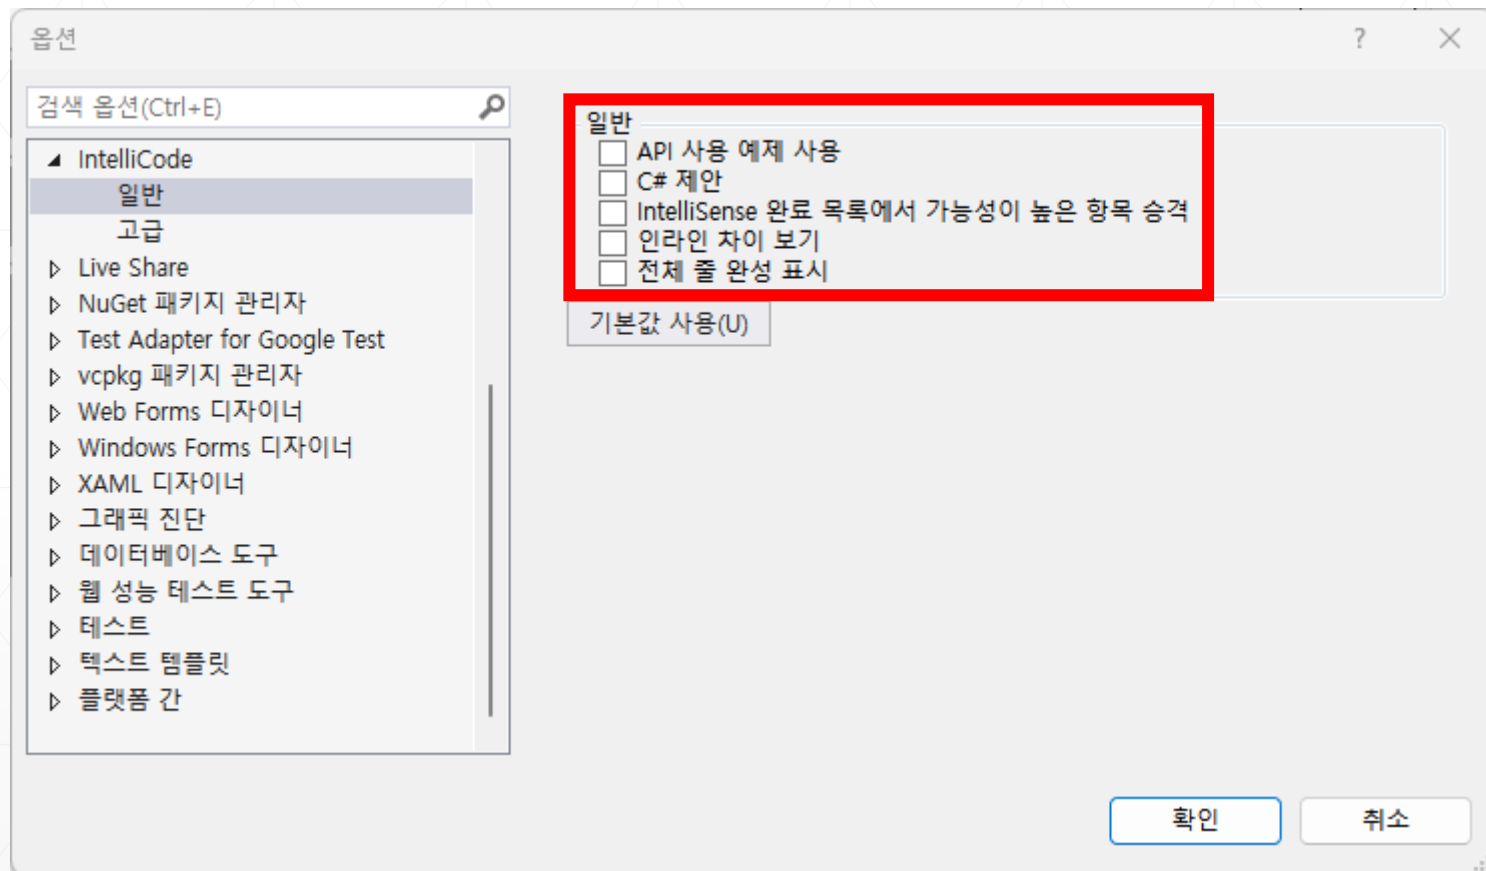 옵션
?
검색 옵션(Ctrl+E)
IntelliCode
일반
고급
Live Share
NuGet 패키지 관리자
Test Adapter for Google Test
vcpkg 패키지 관리자
Web Forms 디자이너
Windows Forms 디자이너
XAML 디자이너
그래픽 진단
데이터베이스 도구
웹 성능 테스트 도구
테스트
텍스트 템플릿
플랫폼 간
일반
API 사용 예제 사용
C# 제안
IntelliSense 완료 목록에서 가능성이 높은 항목 승격
인라인 차이 보기
전체 줄 완성 표시
기본값 사용(U)
확인
취소